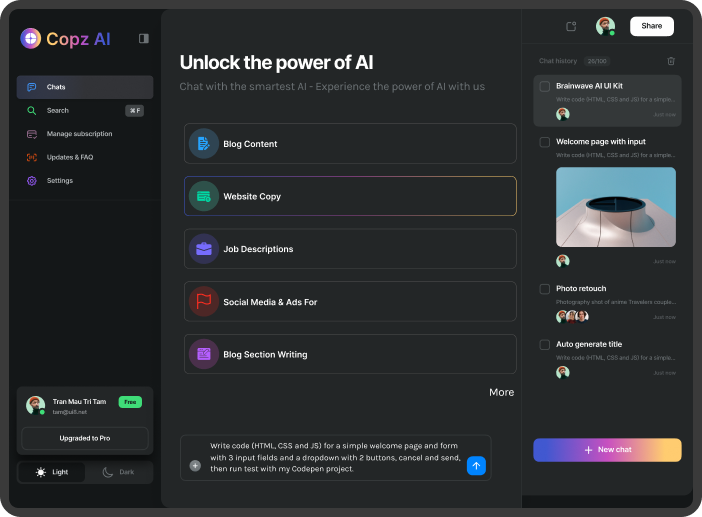 Copz AI
Chats
Search
⌘ F
Manage subscription
Updates & FAQ
Settings
Tran Mau Tri Tam
Free
tam@ui8.net
Upgraded to Pro
Light
Dark
Unlock the power of AI
Chat with the smartest AI - Experience the power of AI with us
Blog Content
Website Copy
Job Descriptions
Social Media & Ads For
Blog Section Writing
More
Write code (HTML, CSS and JS) for a simple welcome page and form
with 3 input fields and a dropdown with 2 buttons, cancel and send,
then run test with my Codepen project.
Share
Chat history
26/100
Brainwave AI UI Kit
Write code (HTML, CSS and JS) for a simple...
Just now
Welcome page with input
Write code (HTML, CSS and JS) for a simple...
Just now
Photo retouch
Photography shot of anime Travelers couple...
Just now
Auto generate title
Write code (HTML, CSS and JS) for a simple...
Just now
New chat